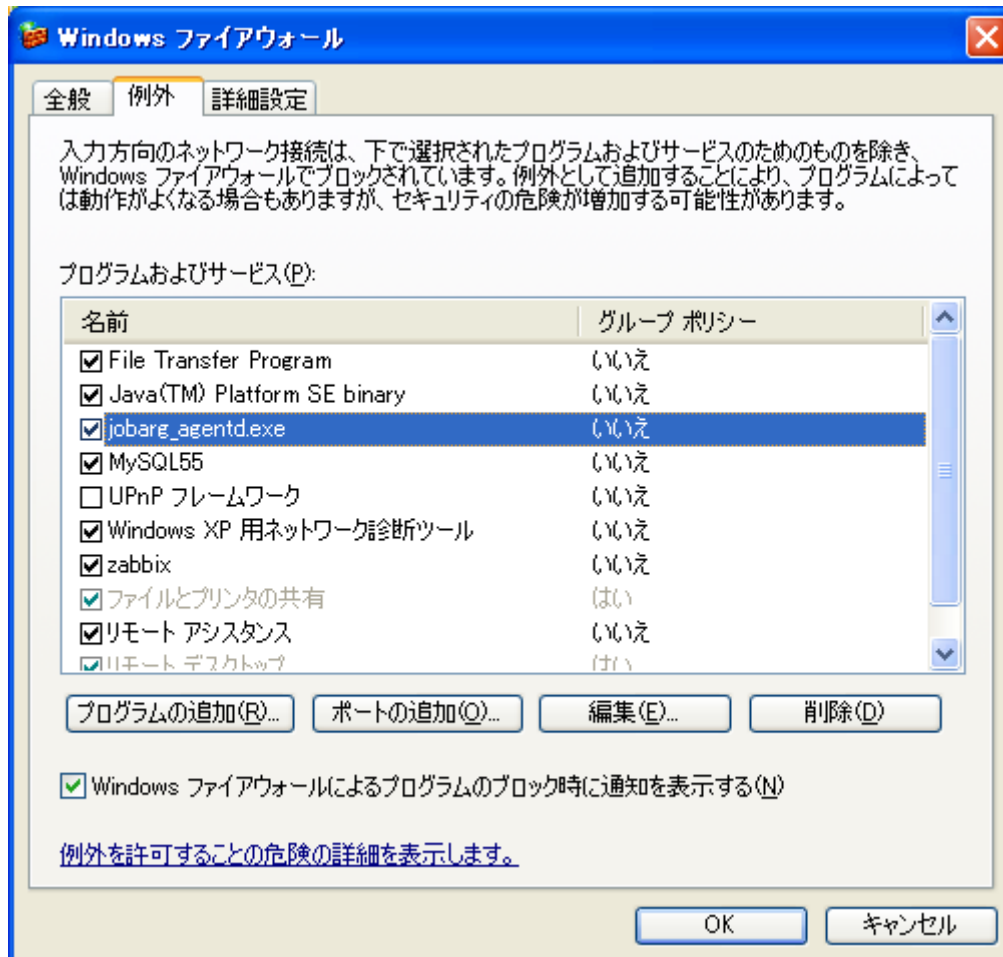 Windows ファイアウォール
全般 例外 詳細設定
入力方向のネットワーク接続は、下で選択されたプログラムおよびサービスのためのものを除き、
Windows ファイアウォールでブロックされています。例外として追加することにより、プログラムによって
は動作がよくなる場合もありますが、セキュリティの危険が増加する可能性があります。
プログラムおよびサービス(P):
名前 グループ ポリシー
File Transfer Program いいえ
Java(TM) Platform SE binary いいえ
jobarg_agentd.exe いいえ
MySQL55 いいえ
UPnP フレームワーク いいえ
Windows XP 用ネットワーク診断ツール いいえ
zabbix いいえ
ファイルとプリンタの共有 はい
リモート アシスタンス いいえ
リモート デスクトップ はい
プログラムの追加(R)... ポートの追加(O)... 編集(E)... 削除(D)
Windows ファイアウォールによるプログラムのブロック時に通知を表示する(N)
例外を許可することの危険の詳細を表示します。
OK キャンセル